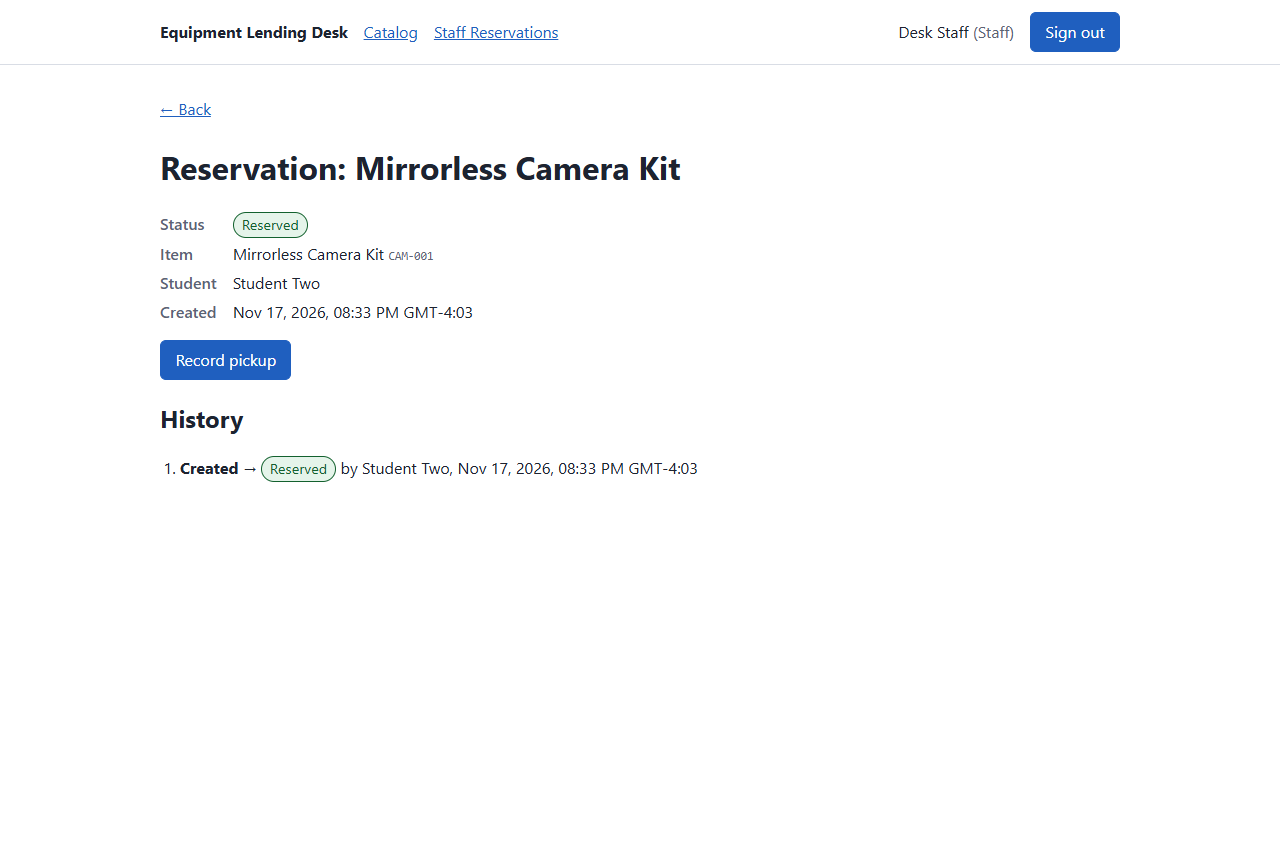 Equipment Lending Desk Catalog Staff Reservations Desk Staff (Staff) Sign out
← Back
Reservation: Mirrorless Camera Kit
Status Reserved
Item Mirrorless Camera Kit CAM-001
Student Student Two
Created Nov 17, 2026, 08:33 PM GMT-4:03
Record pickup
History
1. Created → Reserved by Student Two, Nov 17, 2026, 08:33 PM GMT-4:03